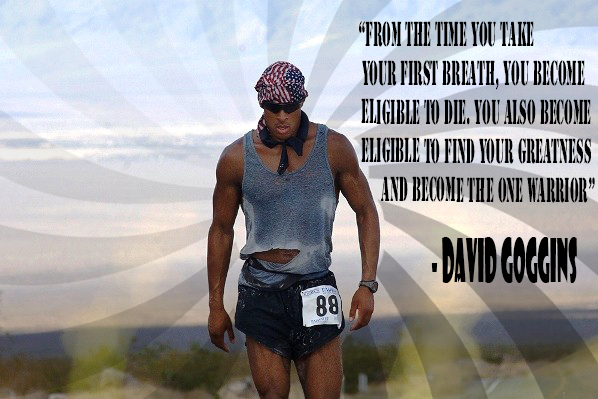 “FROM THE TIME YOU TAKE
YOUR FIRST BREATH, YOU BECOME
ELIGIBLE TO DIE. YOU ALSO BECOME
ELIGIBLE TO FIND YOUR GREATNESS
AND BECOME THE ONE WARRIOR”
- DAVID GOGGINS
88